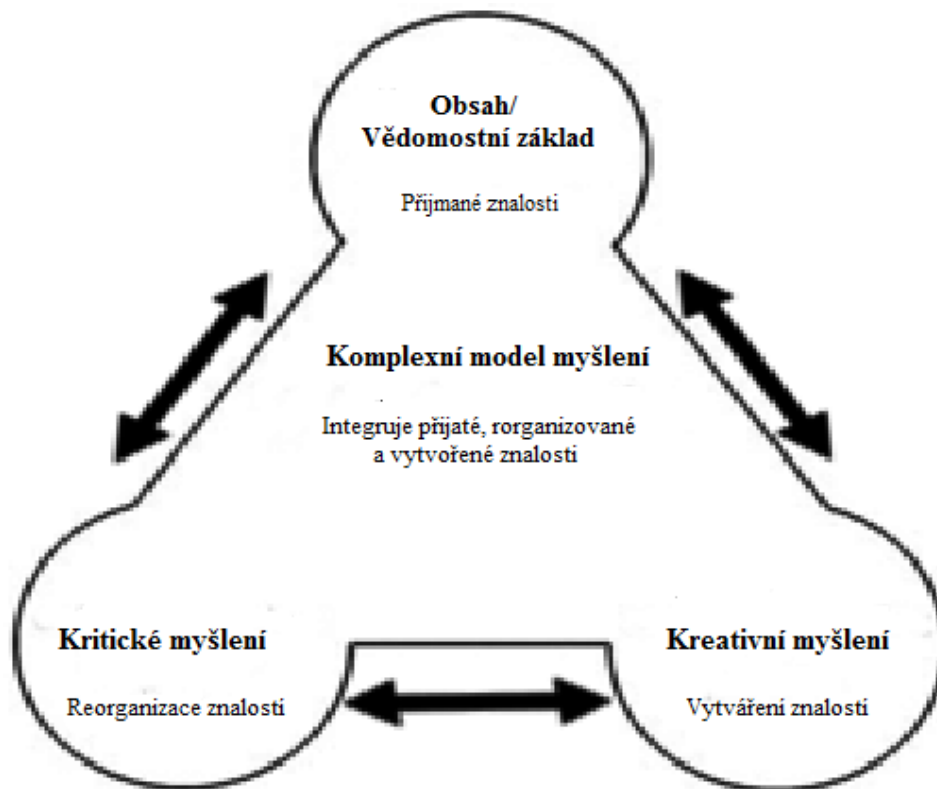 Obsah/
Vědomostní základ
Přijmané znalosti
Komplexní model myšlení
Integruje přijaté, rorganizované
a vytvořené znalosti
Kritické myšlení
Reorganizace znalostí
Kreativní myšlení
Vytváření znalostí